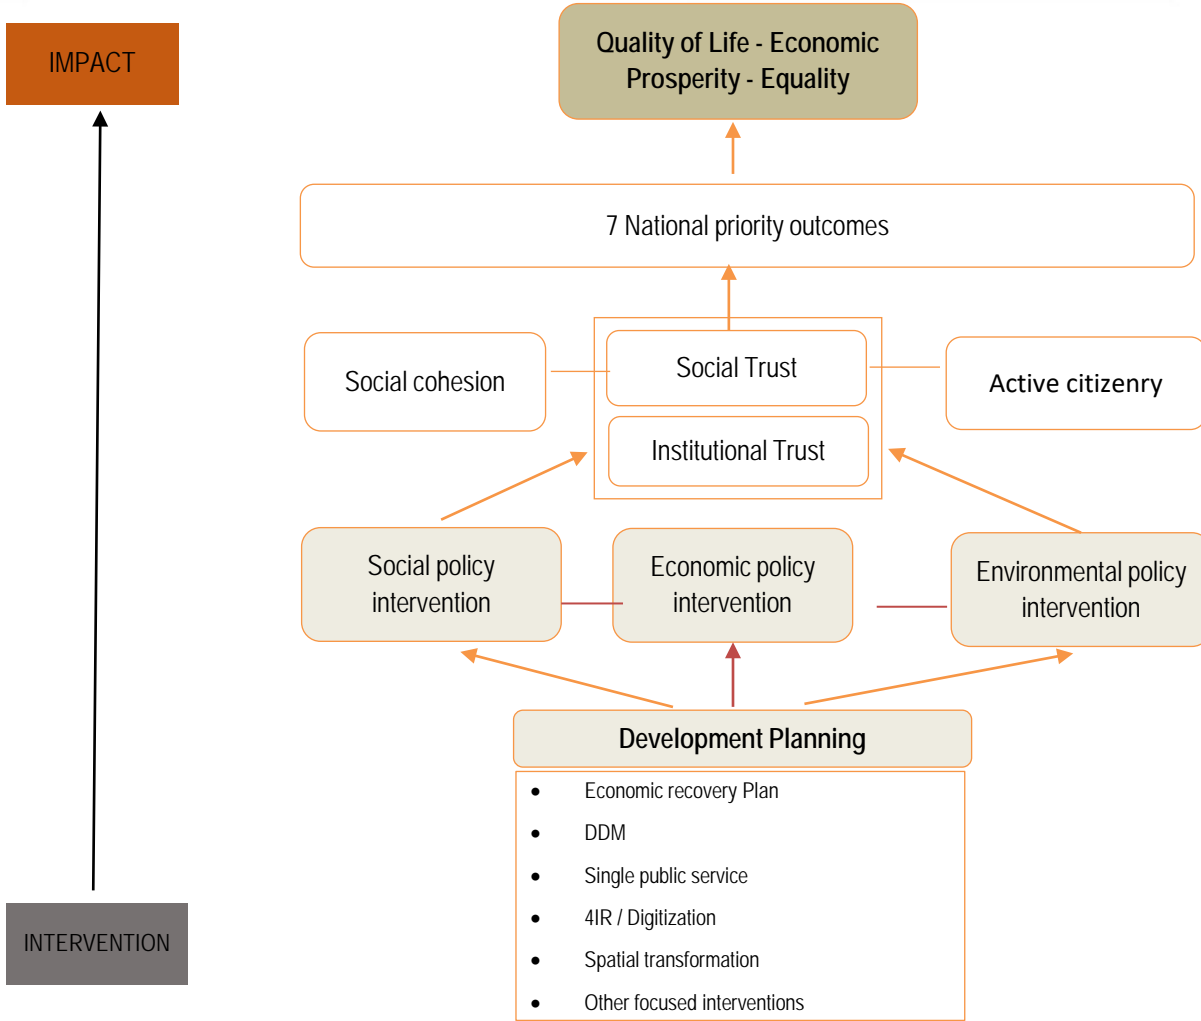 IMPACT
Quality of Life - Economic
Prosperity - Equality
7 National priority outcomes
Social cohesion
Social Trust
Active citizenry
Institutional Trust
Social policy
intervention
Economic policy
intervention
Environmental policy
intervention
Development Planning
• Economic recovery Plan
• DDM
• Single public service
• 4IR / Digitization
• Spatial transformation
• Other focused interventions
INTERVENTION